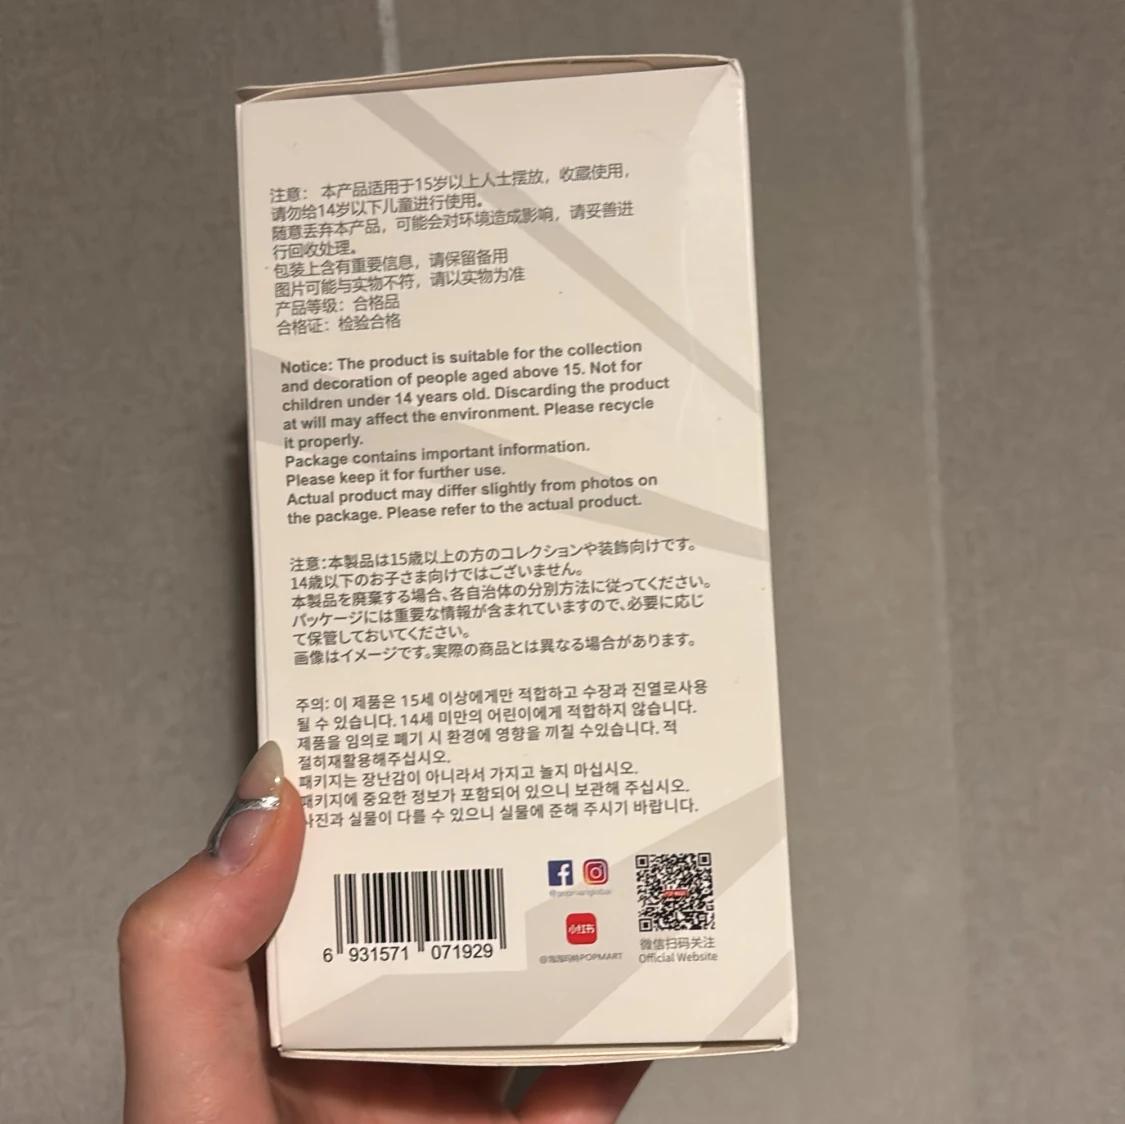 注意： 本产品适用于15岁以上人士摆放，收藏使用，
请勿给14岁以下儿童进行使用。
随意丢弃本产品，可能会对环境造成影响，请妥善进
行回收处理。
包装上含有重要信息，请保留备用
图片可能与实物不符，请以实物为准
产品等级：合格品
合格证：检验合格
Notice: The product is suitable for the collection
and decoration of people aged above 15. Not for
children under 14 years old. Discarding the product
at will may affect the environment. Please recycle
it properly.
Package contains important information.
Please keep it for further use.
Actual product may differ slightly from photos on
the package. Please refer to the actual product.
注意：本製品は15歳以上の方のコレクションや装飾向けです。
14歳以下のお子さま向けではございません。
本製品を廃棄する場合、各自治体の分別方法に従ってください。
パッケージには重要な情報が含まれていますので、必要に応じ
て保管しておいてください。
画像はイメージです。実際の商品とは異なる場合があります。
주의: 이 제품은 15세 이상에게만 적합하고 수장과 진열로사용
될 수 있습니다. 14세 미만의 어린이에게 적합하지 않습니다.
제품을 임의로 폐기 시 환경에 영향을 끼칠 수있습니다. 적
절히재활용해주십시오.
패키지는 장난감이 아니라서 가지고 놀지 마십시오.
패키지에 중요한 정보가 포함되어 있으니 보관해 주십시오.
사진과 실물이 다를 수 있으니 실물에 준해 주시기 바랍니다.
6 931571 071929
@popmartglobal
小红书
@泡泡玛特POPMART
POP MART
微信扫码关注
Official Website